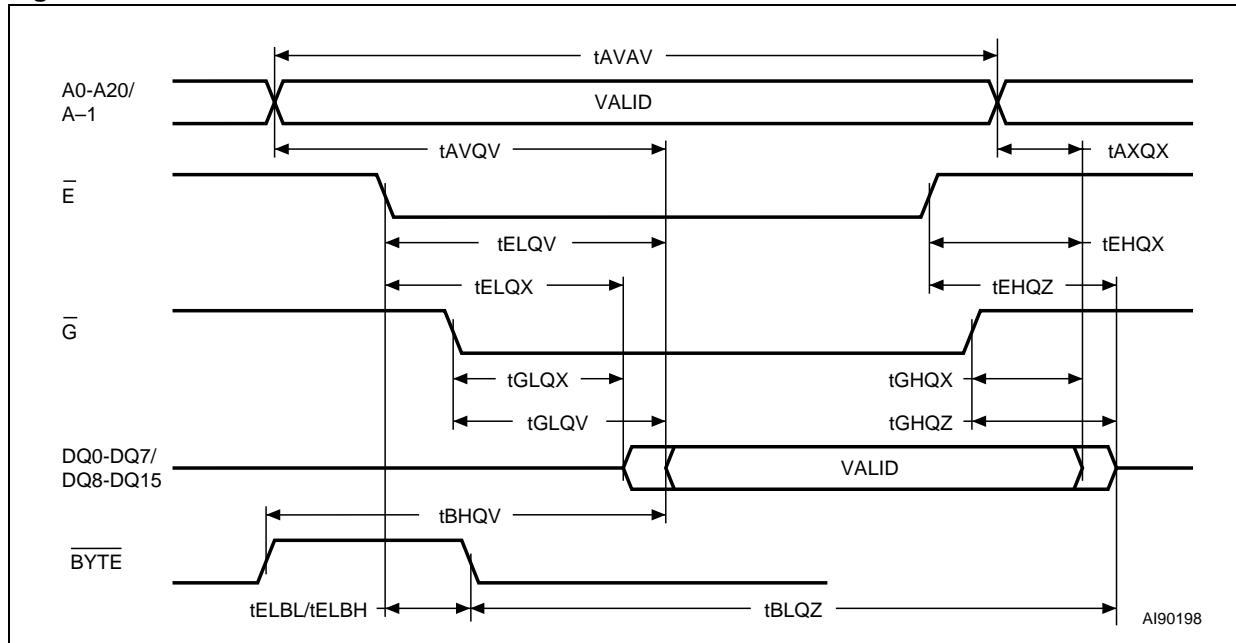 tAVAV
A0-A20/
A–1
VALID
tAVQV
tAXQX
E
tELQV
tEHQX
tELQX
tEHQZ
G
tGLQX
tGHQX
tGLQV
tGHQZ
DQ0-DQ7/
DQ8-DQ15
VALID
tBHQV
BYTE
tELBL/tELBH
tBLQZ
AI90198